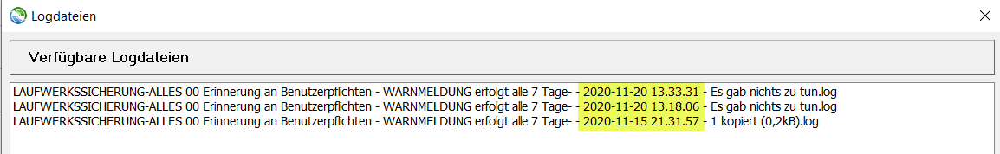 Logdateien
Verfügbare Logdateien
LAUFWERKSSICHERUNG-ALLES 00 Erinnerung an Benutzerpflichten - WARNMELDUNG erfolgt alle 7 Tage- - 2020-11-20 13.33.31 - Es gab nichts zu tun.log
LAUFWERKSSICHERUNG-ALLES 00 Erinnerung an Benutzerpflichten - WARNMELDUNG erfolgt alle 7 Tage- - 2020-11-20 13.18.06 - Es gab nichts zu tun.log
LAUFWERKSSICHERUNG-ALLES 00 Erinnerung an Benutzerpflichten - WARNMELDUNG erfolgt alle 7 Tage- - 2020-11-15 21.31.57 - 1 kopiert (0,2kB).log